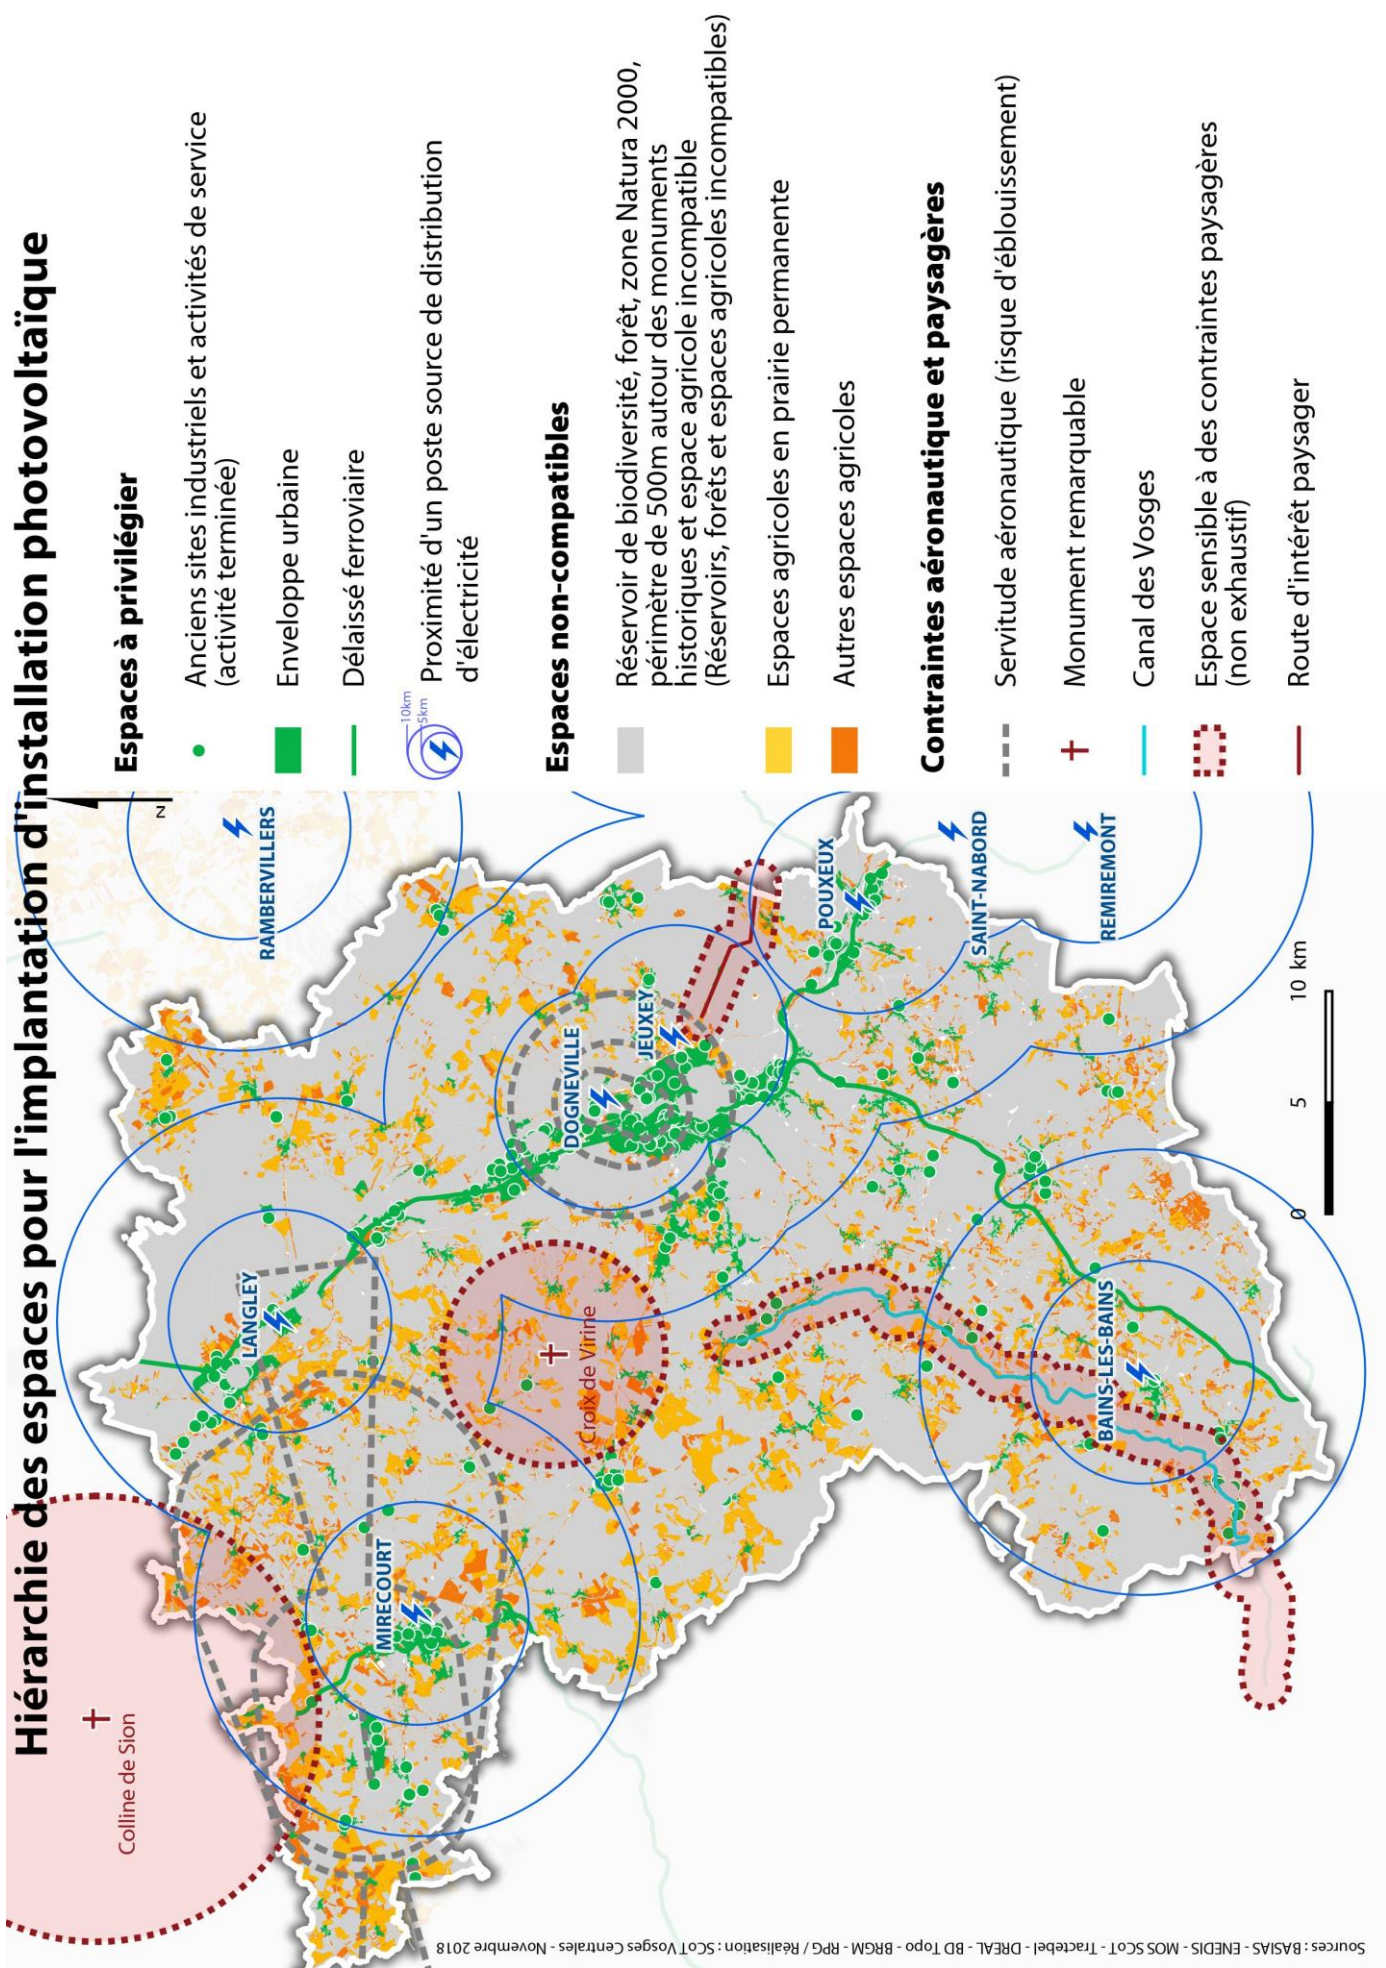 Hiérarchie des espaces pour l'implantation d'installation photovoltaïque
Colline de Sion
MIRECOURT
LANGLEY
RAMBERVILLERS
Croix de Virine
DOGNEVILLE
JEUXEY
POUXEUX
SAINT-NABORD
REMIREMONT
BAINS-LES-BAINS
N
0 5 10 km
Espaces à privilégier
Anciens sites industriels et activités de service
(activité terminée)
Enveloppe urbaine
Délaissé ferroviaire
10km
5km
Proximité d'un poste source de distribution
d'électricité
Espaces non-compatibles
Réservoir de biodiversité, forêt, zone Natura 2000,
périmètre de 500m autour des monuments
historiques et espace agricole incompatible
(Réservoirs, forêts et espaces agricoles incompatibles)
Espaces agricoles en prairie permanente
Autres espaces agricoles
Contraintes aéronautique et paysagères
Servitude aéronautique (risque d'éblouissement)
Monument remarquable
Canal des Vosges
Espace sensible à des contraintes paysagères
(non exhaustif)
Route d'intérêt paysager
Sources : BASIAS - ENEDIS - MOS SCoT - Tractebel - DREAL - BD Topo - BRGM - RPG / Réalisation : SCoT Vosges Centrales - Novembre 2018